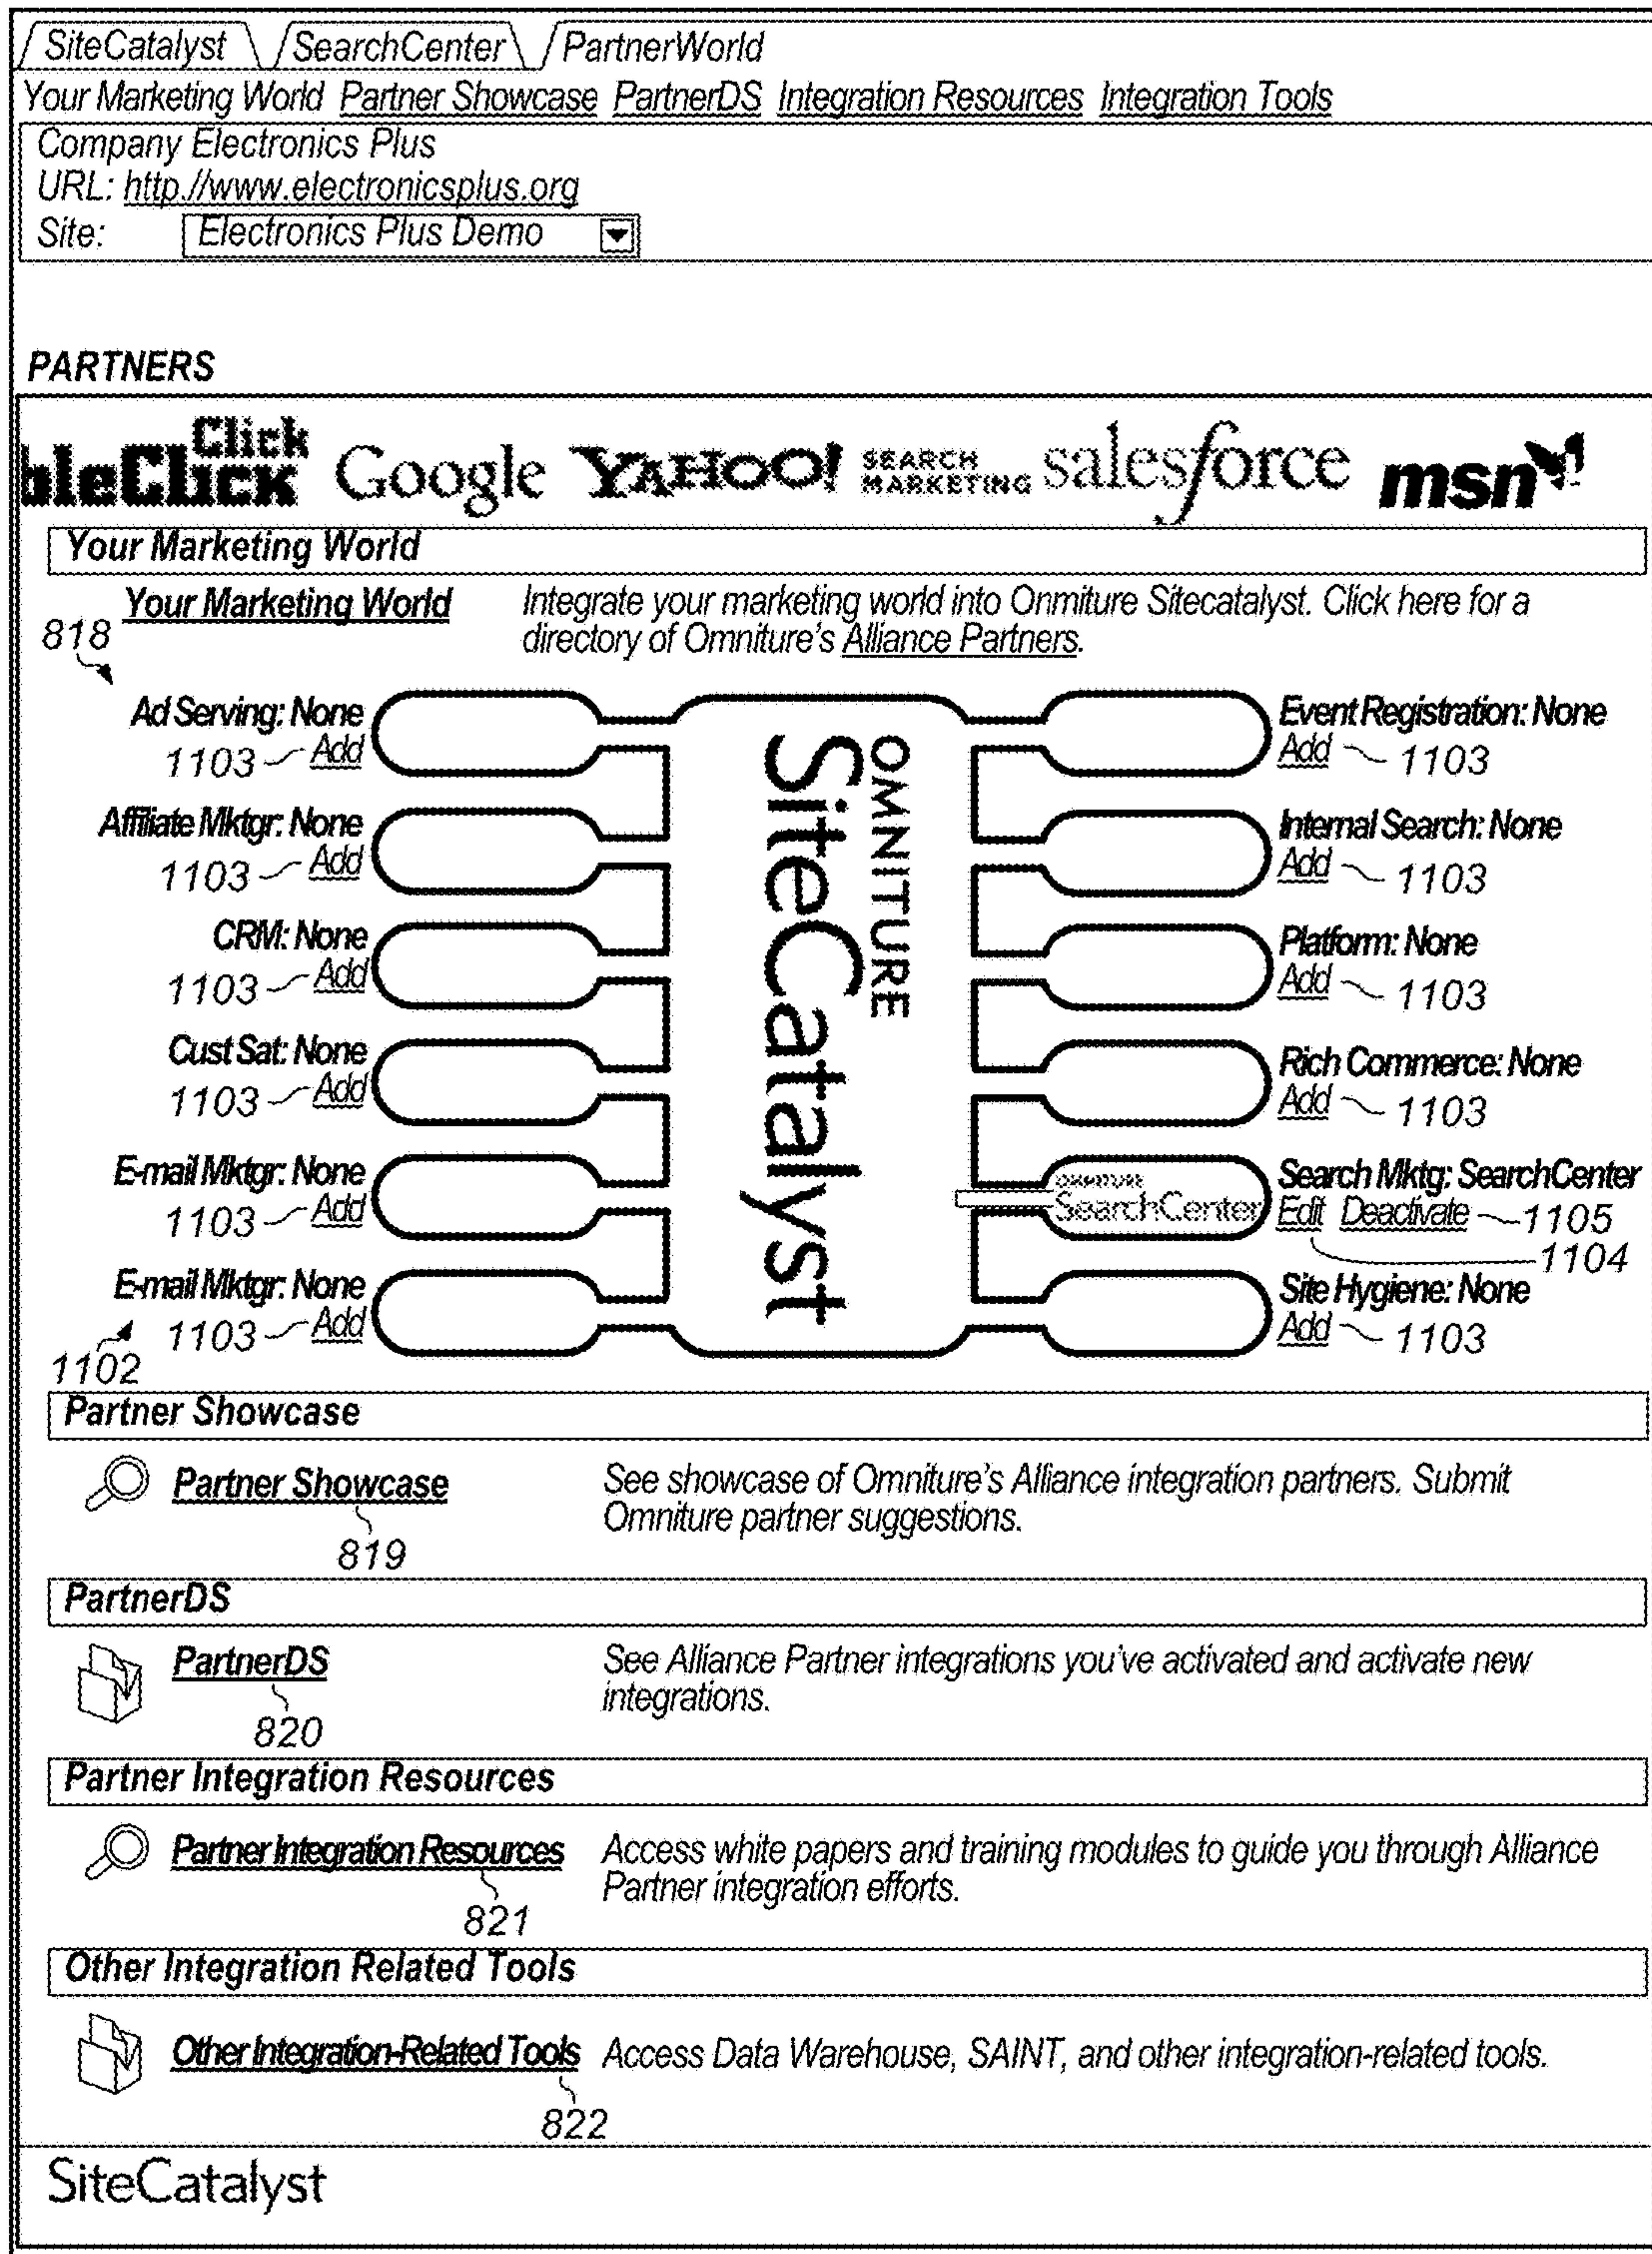 SiteCatalyst SearchCenter PartnerWorld
Your Marketing World Partner Showcase PartnerDS Integration Resources Integration Tools
Company Electronics Plus
URL: http.//www.electronicsplus.org
Site: Electronics Plus Demo
PARTNERS
Click
bleClick Google YAHOO! SEARCH MARKETING salesforce msn
Your Marketing World
Your Marketing World Integrate your marketing world into Onmiture Sitecatalyst. Click here for a
directory of Omniture's Alliance Partners.
818
Ad Serving: None
1103 Add
Affiliate Mktgr: None
1103 Add
CRM: None
1103 Add
Cust Sat: None
1103 Add
E-mail Mktgr: None
1103 Add
E-mail Mktgr: None
1103 Add
1102
OMNITURE
SiteCatalyst
Event Registration: None
Add 1103
Internal Search: None
Add 1103
Platform: None
Add 1103
Rich Commerce: None
Add 1103
OMNITURE
SearchCenter
Search Mktg: SearchCenter
Edit Deactivate 1105
1104
Site Hygiene: None
Add 1103
Partner Showcase
Partner Showcase See showcase of Omniture's Alliance integration partners. Submit
Omniture partner suggestions.
819
PartnerDS
PartnerDS See Alliance Partner integrations you've activated and activate new
integrations.
820
Partner Integration Resources
Partner Integration Resources Access white papers and training modules to guide you through Alliance
Partner integration efforts.
821
Other Integration Related Tools
Other Integration-Related Tools Access Data Warehouse, SAINT, and other integration-related tools.
822
SiteCatalyst